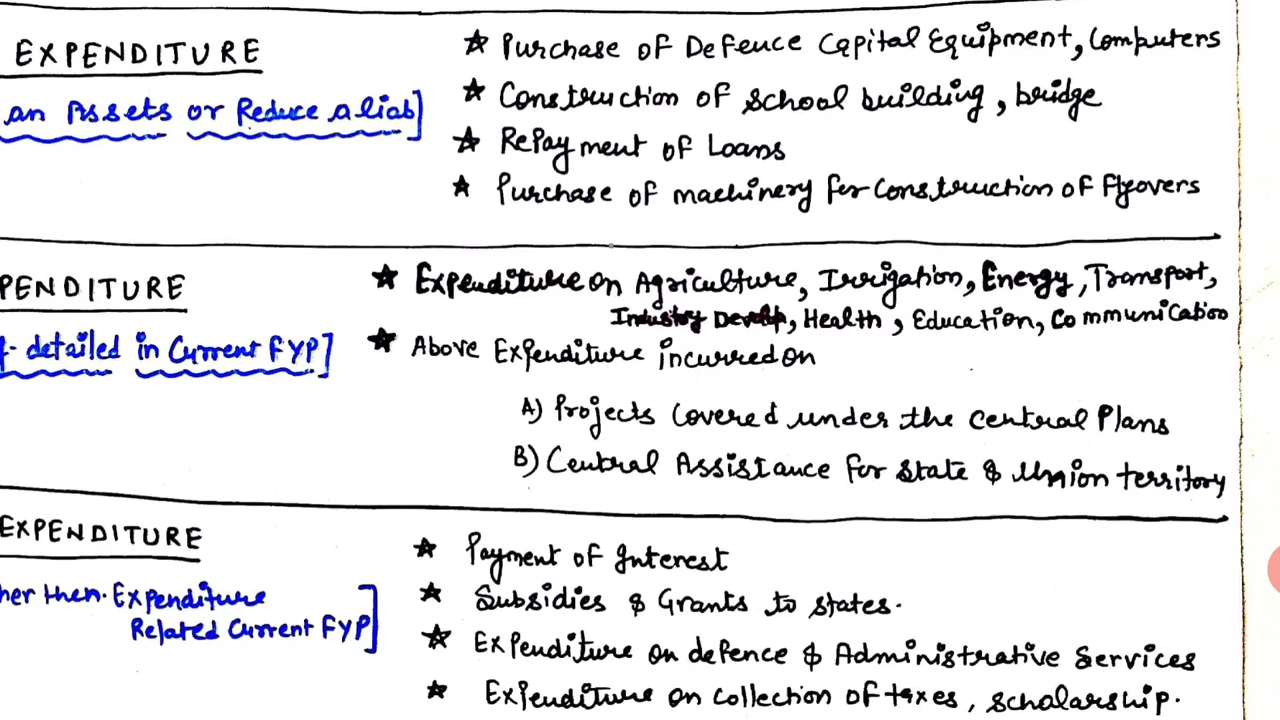 EXPENDITURE
an Assets or Reduce a liab]
★ Purchase of Defence Capital Equipment, Computers
★ Construction of school building, bridge
★ Repayment of Loans
★ Purchase of machinery for construction of flyovers
PENDITURE
detailed in Current FYP]
★ Expenditure on Agriculture, Irrigation, Energy, Transport,
Industry Develp, Health, Education, Communication
★ Above Expenditure incurred on
A) Projects covered under the Central Plans
B) Central Assistance for state & Union territory
EXPENDITURE
her then. Expenditure
Related Current FYP]
★ Payment of Interest
★ Subsidies & Grants to states.
★ Expenditure on defence & Administrative Services
★ Expenditure on collection of taxes, scholarship.